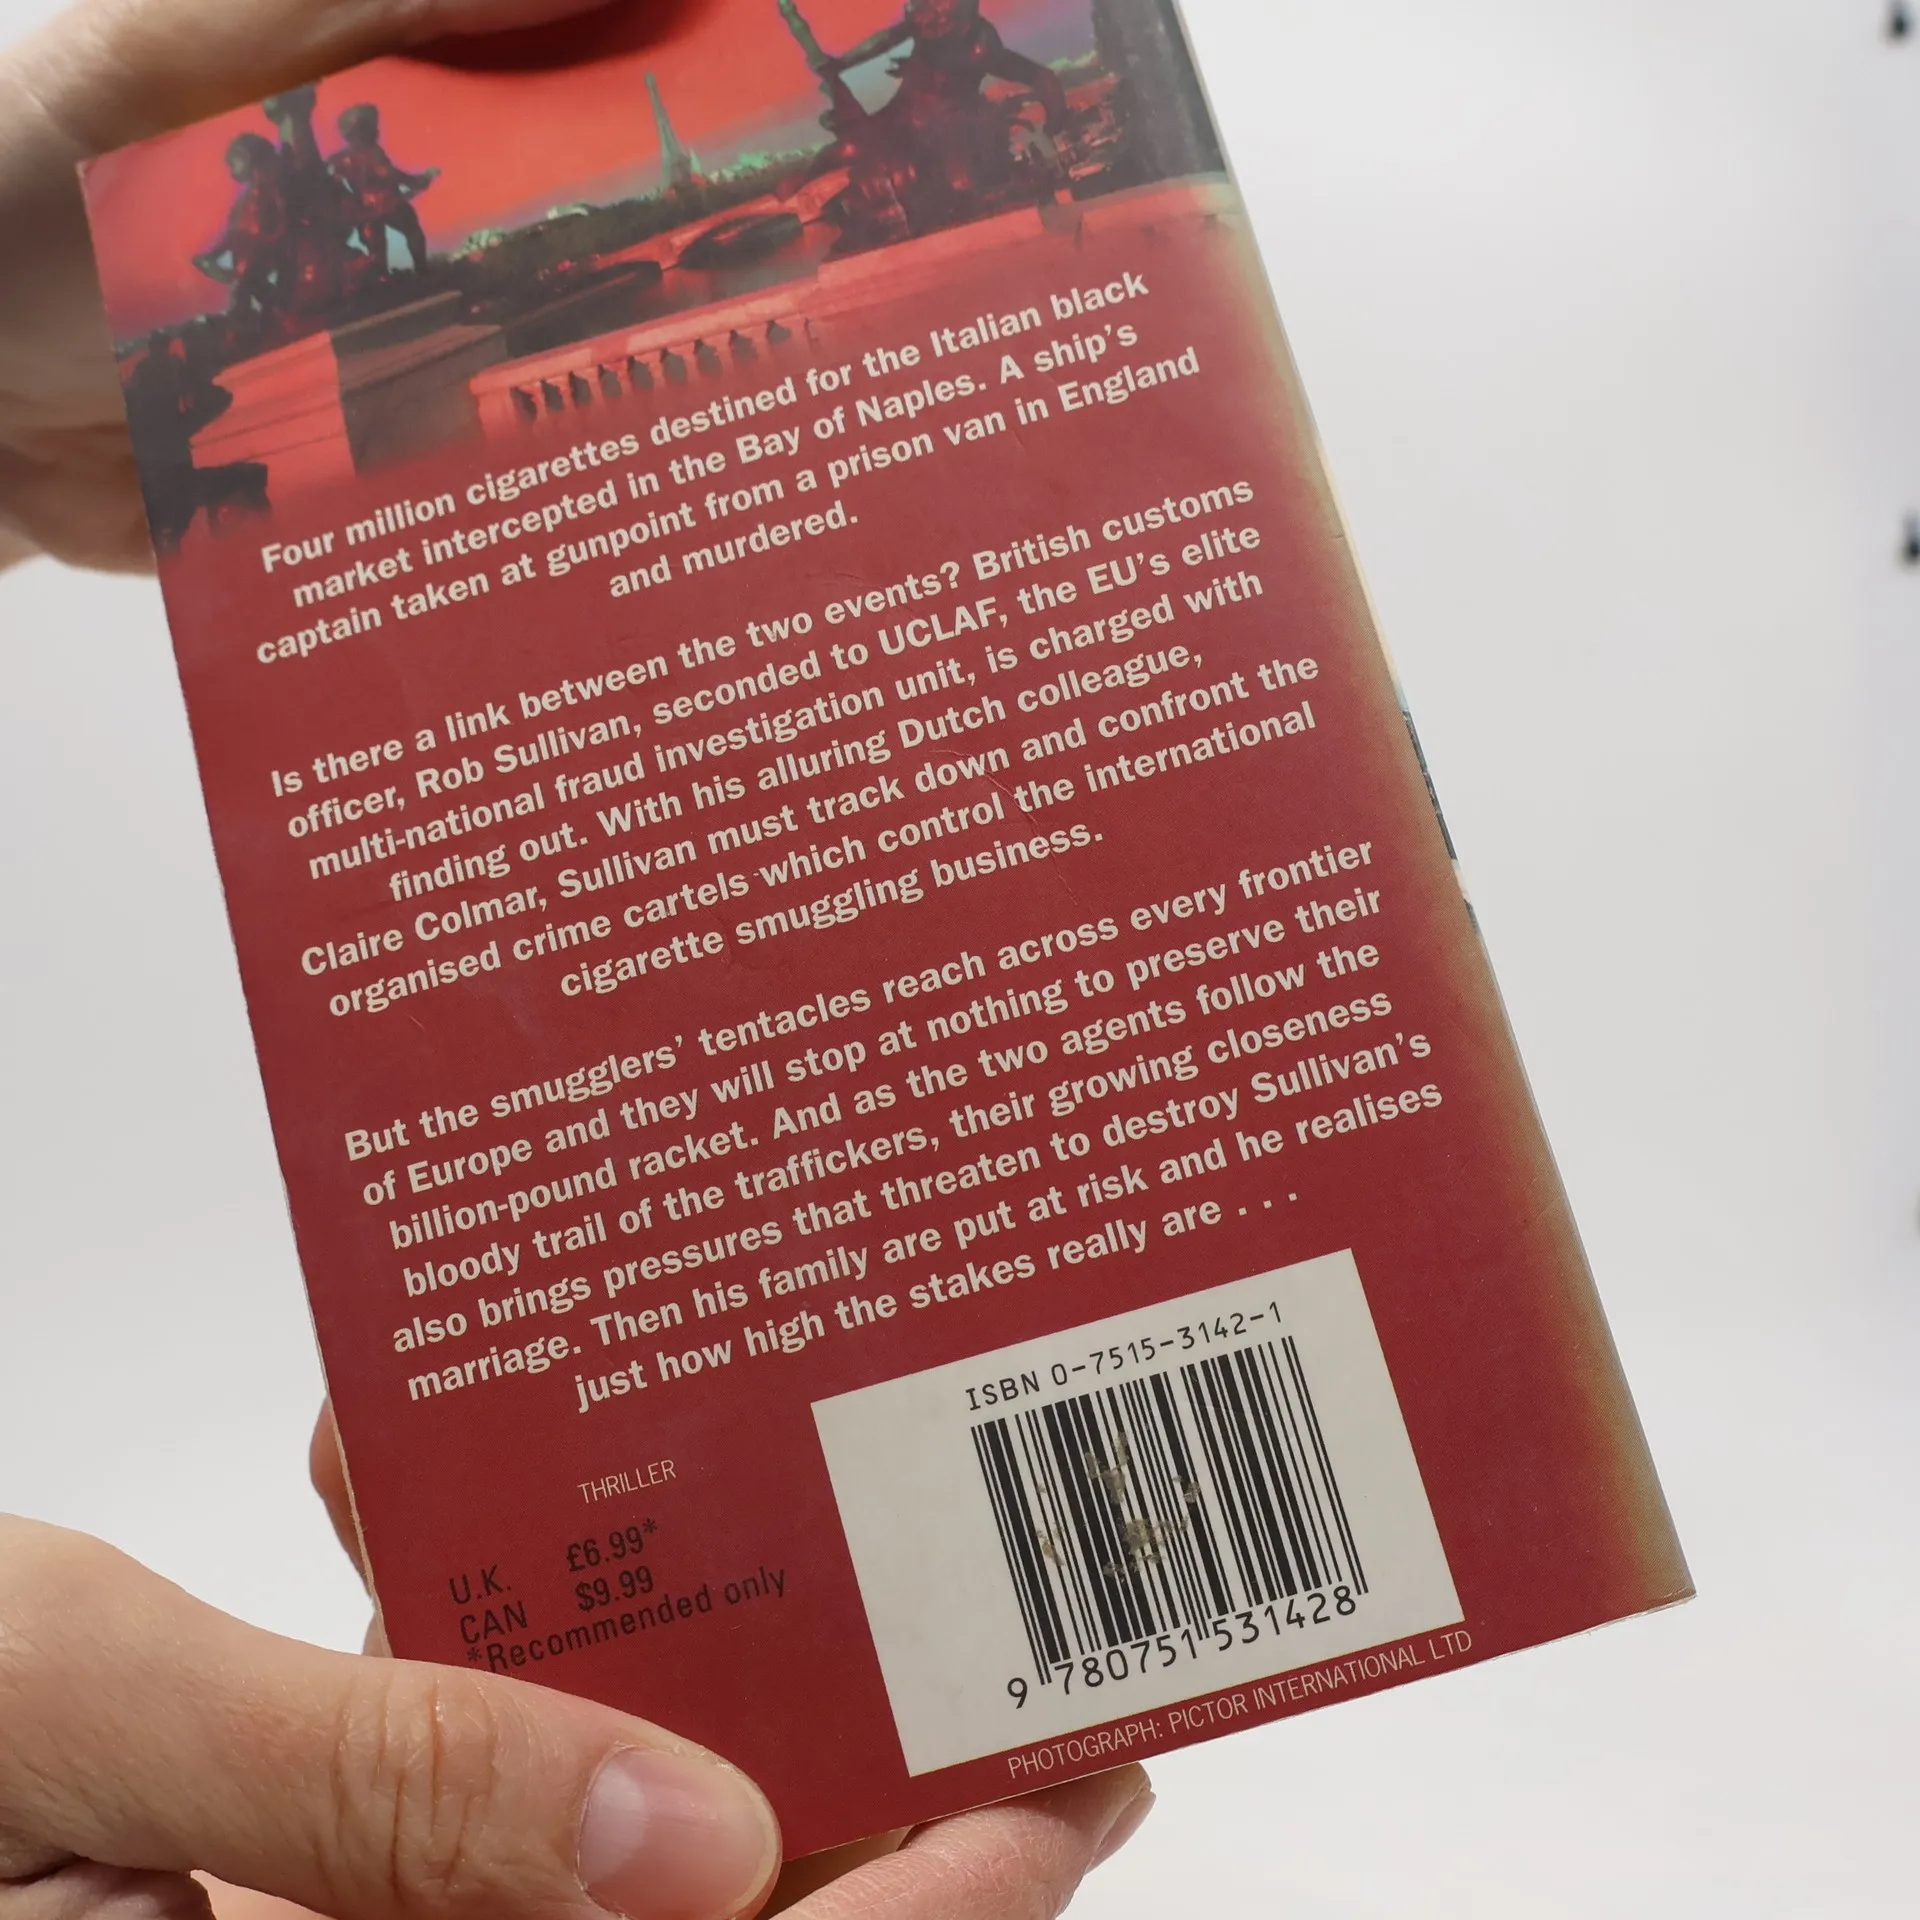 Four million cigarettes destined for the Italian black
market intercepted in the Bay of Naples. A ship's
captain taken at gunpoint from a prison van in England
and murdered.
Is there a link between the two events? British customs
officer, Rob Sullivan, seconded to UCLAF, the EU's elite
multi-national fraud investigation unit, is charged with
finding out. With his alluring Dutch colleague,
Claire Colmar, Sullivan must track down and confront the
organised crime cartels which control the international
cigarette smuggling business.
But the smugglers' tentacles reach across every frontier
of Europe and they will stop at nothing to preserve their
billion-pound racket. And as the two agents follow the
bloody trail of the traffickers, their growing closeness
also brings pressures that threaten to destroy Sullivan's
marriage. Then his family are put at risk and he realises
just how high the stakes really are . . .
THRILLER
U.K. £6.99*
CAN $9.99
*Recommended only
ISBN 0-7515-3142-1
9 780751 531428
PHOTOGRAPH: PICTOR INTERNATIONAL LTD